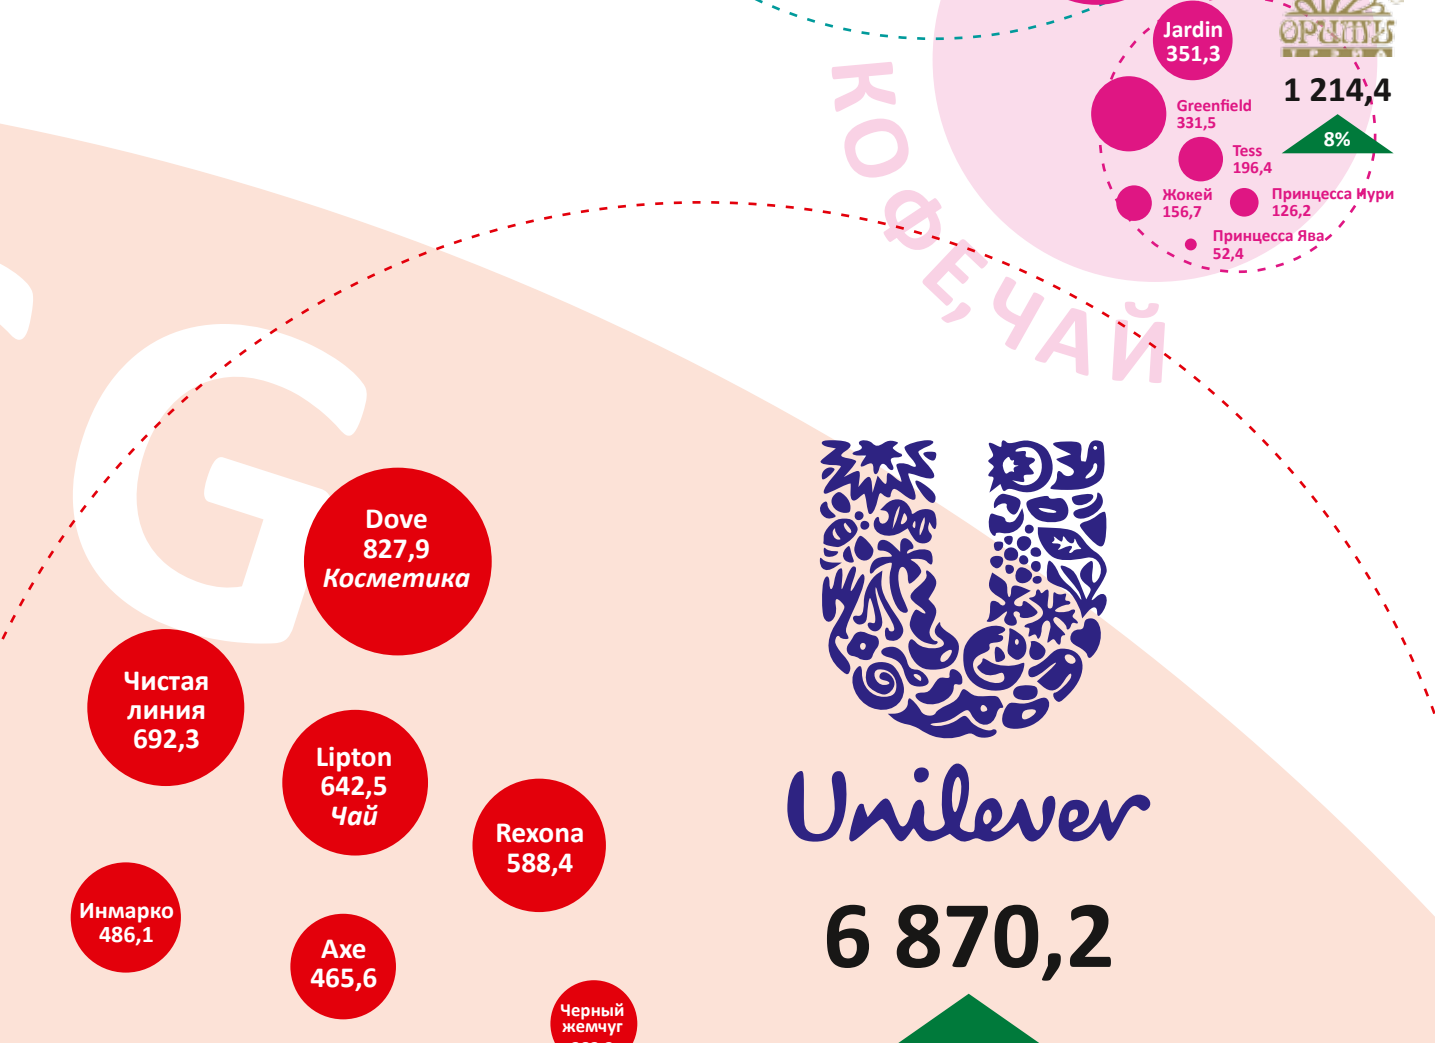 Jardin
351,3
ОРИМИ
1 214,4
Greenfield
331,5
8%
Tess
196,4
Жокей
156,7
Принцесса Нури
126,2
Принцесса Ява
52,4
КОФЕ, ЧАЙ
G
Dove
827,9
Косметика
Чистая
линия
692,3
Lipton
642,5
Чай
Rexona
588,4
Unilever
Инмарко
486,1
6 870,2
Axe
465,6
Черный
жемчуг